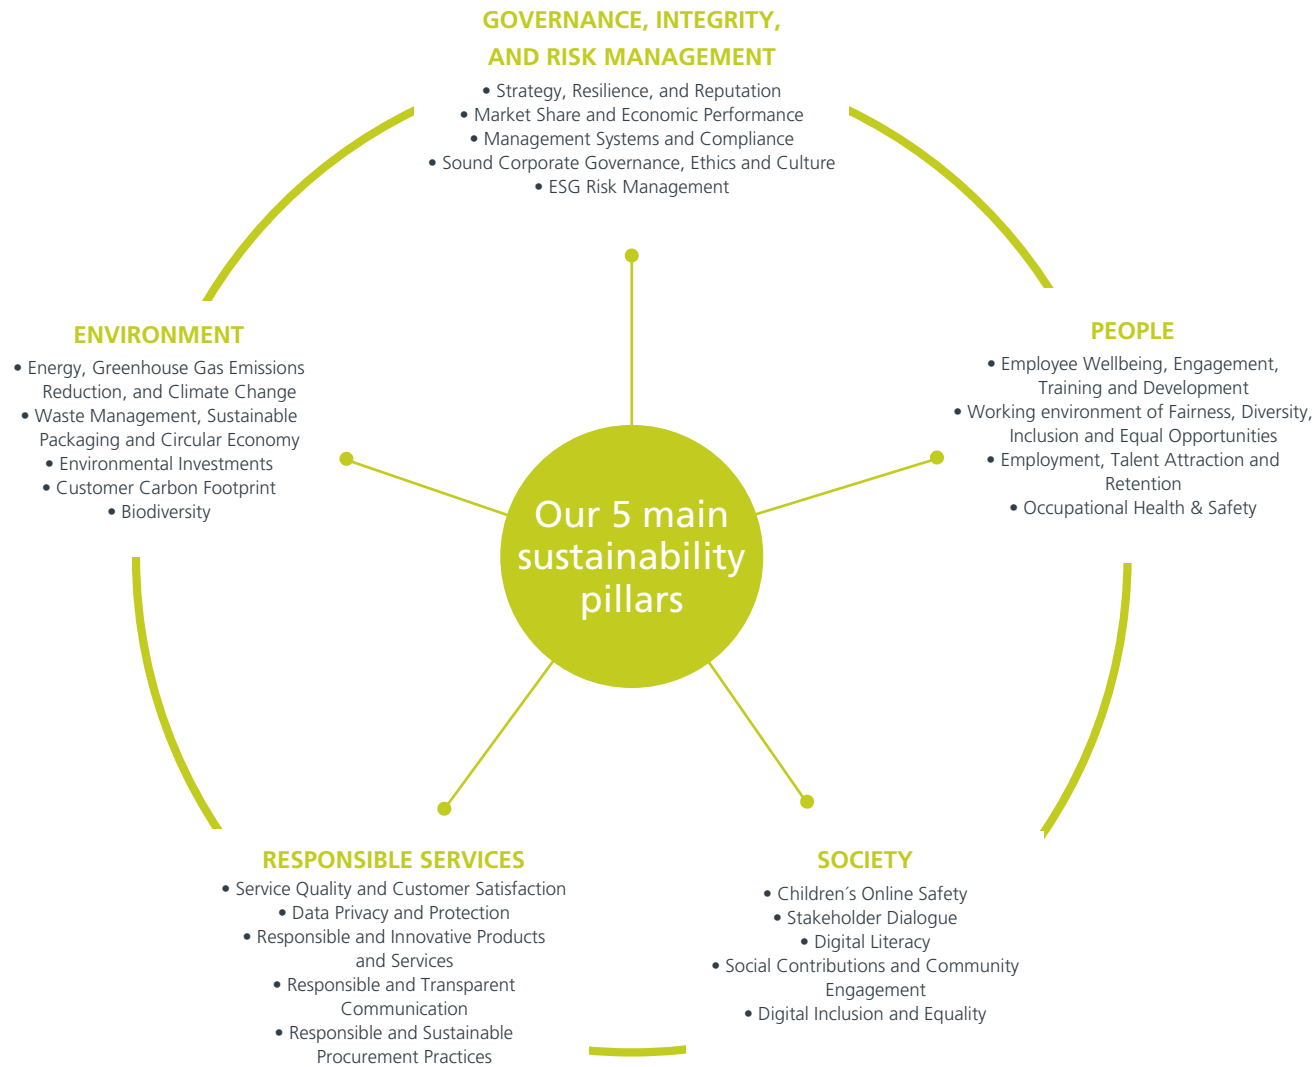 GOVERNANCE, INTEGRITY,
AND RISK MANAGEMENT
• Strategy, Resilience, and Reputation
• Market Share and Economic Performance
• Management Systems and Compliance
• Sound Corporate Governance, Ethics and Culture
• ESG Risk Management
ENVIRONMENT
• Energy, Greenhouse Gas Emissions
Reduction, and Climate Change
• Waste Management, Sustainable
Packaging and Circular Economy
• Environmental Investments
• Customer Carbon Footprint
• Biodiversity
PEOPLE
• Employee Wellbeing, Engagement,
Training and Development
• Working environment of Fairness, Diversity,
Inclusion and Equal Opportunities
• Employment, Talent Attraction and
Retention
• Occupational Health & Safety
Our 5 main
sustainability
pillars
RESPONSIBLE SERVICES
• Service Quality and Customer Satisfaction
• Data Privacy and Protection
• Responsible and Innovative Products
and Services
• Responsible and Transparent
Communication
• Responsible and Sustainable
Procurement Practices
SOCIETY
• Children´s Online Safety
• Stakeholder Dialogue
• Digital Literacy
• Social Contributions and Community
Engagement
• Digital Inclusion and Equality